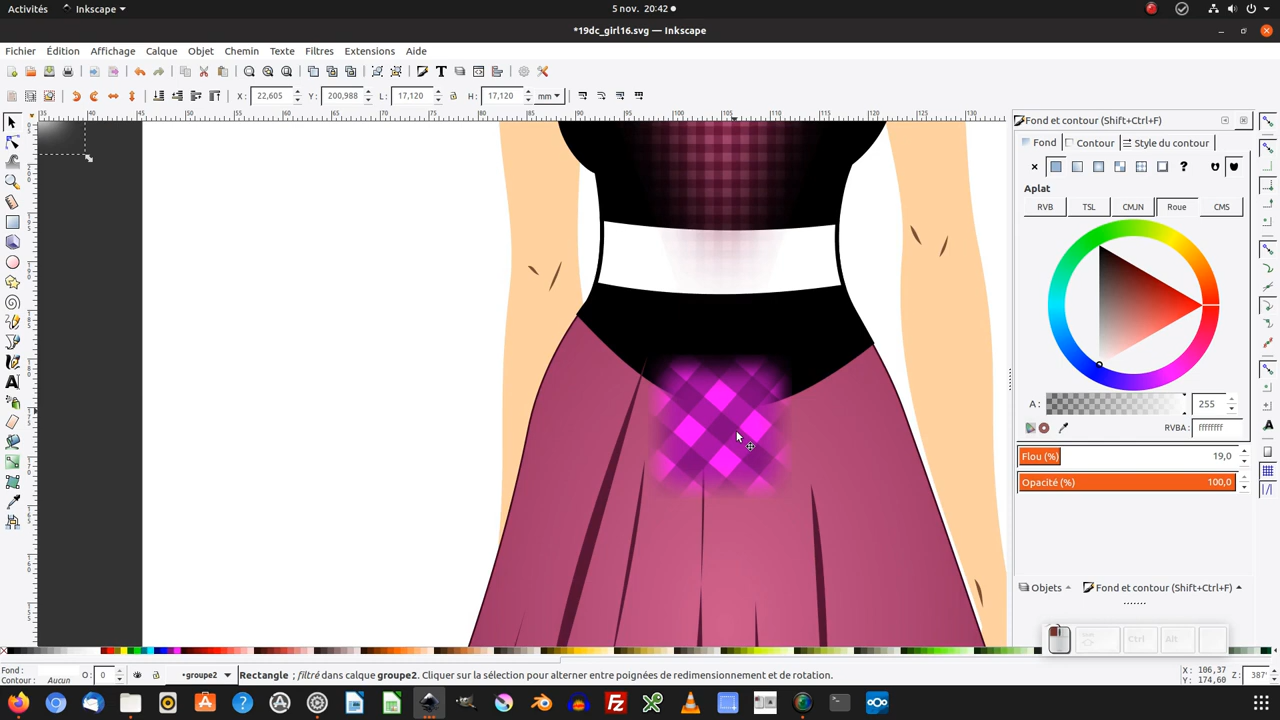 Activités
Inkscape
5 nov. 20:42
*19dc_girl16.svg — Inkscape
Fichier Édition Affichage Calque Objet Chemin Texte Filtres Extensions Aide
X : 22,605 Y : 200,988 L : 17,120 H : 17,120 mm
Fond et contour (Shift+Ctrl+F)
Fond Contour Style du contour
?
Aplat
RVB TSL CMJN Roue CMS
A : 255
RVBA : ffffffff
Flou (%) 19,0
Opacité (%) 100,0
Objets Fond et contour (Shift+Ctrl+F)
Ctrl Alt
Fond :
Contour : Aucun
O : 0
•groupe2
Rectangle ; filtré dans calque groupe2. Cliquer sur la sélection pour alterner entre poignées de redimensionnement et de rotation.
X : 106,37
Y : 174,60
Z : 387